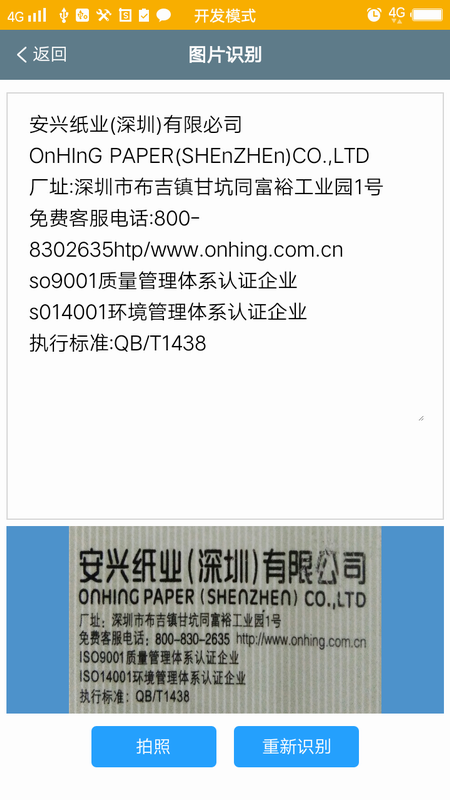 4G 开发模式 4G
返回 图片识别
安兴纸业(深圳)有限必司
OnHInG PAPER(SHEnZHEn)CO.,LTD
厂址:深圳市布吉镇甘坑同富裕工业园1号
免费客服电话:800-
8302635htp/www.onhing.com.cn
so9001质量管理体系认证企业
s014001环境管理体系认证企业
执行标准:QB/T1438
安兴纸业(深圳)有限公司
ONHING PAPER (SHENZHEN) CO.,LTD
厂址: 深圳市布吉镇甘坑同富裕工业园1号
免费客服电话: 800-830-2635 http://www.onhing.com.cn
ISO9001质量管理体系认证企业
ISO14001环境管理体系认证企业
执行标准: QB/T1438
拍照 重新识别